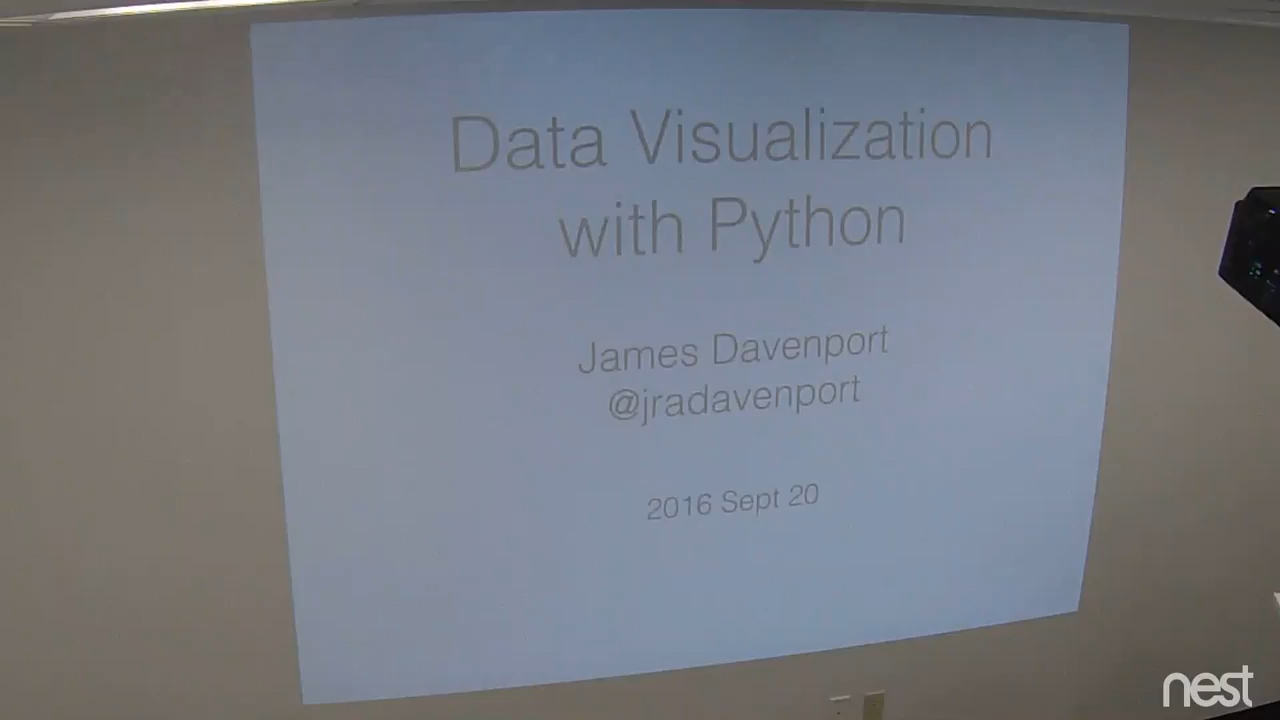 Data Visualization
with Python
James Davenport
@jradavenport
2016 Sept 20
nest